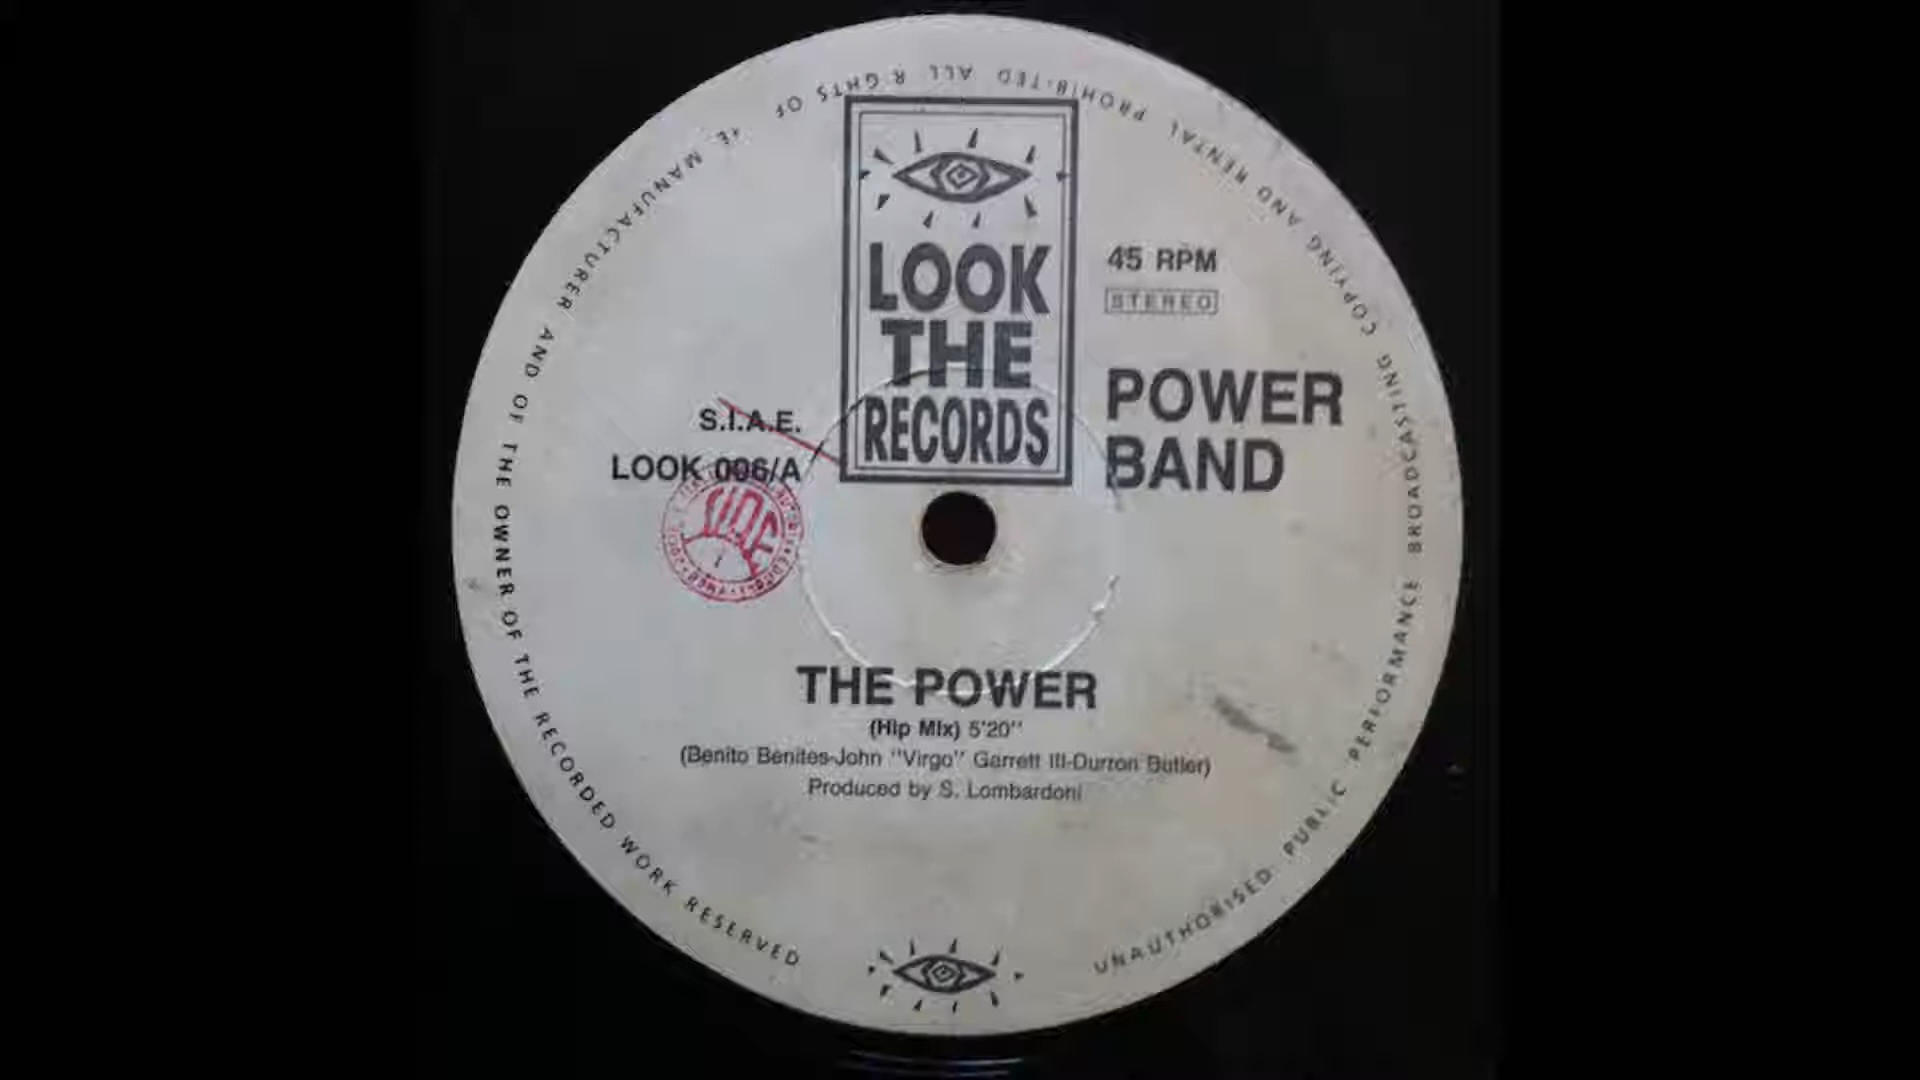 LOOK
THE
RECORDS
45 RPM
STEREO
POWER
BAND
S.I.A.E.
LOOK 006/A
THE POWER
(Hip Mix) 5'20''
(Benito Benites-John "Virgo" Garrett III-Durron Butler)
Produced by S. Lombardoni
MANUFACTURER AND OF THE OWNER OF THE RECORDED WORK RESERVED
UNAUTHORISED PUBLIC PERFORMANCE BROADCASTING COPYING AND RENTAL PROHIBITED ALL RIGHTS OF